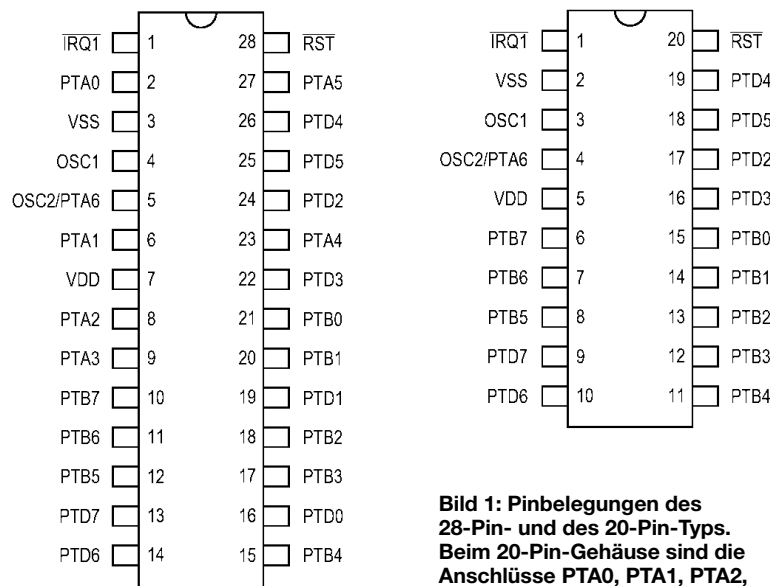 IRQ1 1 28 RST
PTA0 2 27 PTA5
VSS 3 26 PTD4
OSC1 4 25 PTD5
OSC2/PTA6 5 24 PTD2
PTA1 6 23 PTA4
VDD 7 22 PTD3
PTA2 8 21 PTB0
PTA3 9 20 PTB1
PTB7 10 19 PTD1
PTB6 11 18 PTB2
PTB5 12 17 PTB3
PTD7 13 16 PTD0
PTD6 14 15 PTB4
IRQ1 1 20 RST
VSS 2 19 PTD4
OSC1 3 18 PTD5
OSC2/PTA6 4 17 PTD2
VDD 5 16 PTD3
PTB7 6 15 PTB0
PTB6 7 14 PTB1
PTB5 8 13 PTB2
PTD7 9 12 PTB3
PTD6 10 11 PTB4
Bild 1: Pinbelegungen des
28-Pin- und des 20-Pin-Typs.
Beim 20-Pin-Gehäuse sind die
Anschlüsse PTA0, PTA1, PTA2,